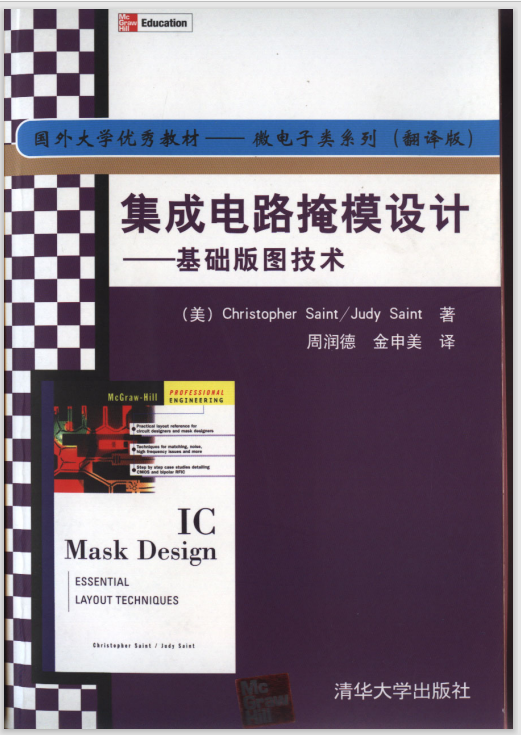 Mc
Graw
Hill
Education
国外大学优秀教材——微电子类系列（翻译版）
集成电路掩模设计
——基础版图技术
（美）Christopher Saint/Judy Saint 著
周润德 金申美 译
McGraw-Hill
PROFESSIONAL
ENGINEERING
Practical layout reference for
circuit designers and mask designers
Techniques for matching, noise,
high frequency issues and more
Step by step case studies detailing
CMOS and bipolar RFIC
IC
Mask Design
ESSENTIAL
LAYOUT TECHNIQUES
Christopher Saint / Judy Saint
Mc
Graw
Hill
清华大学出版社